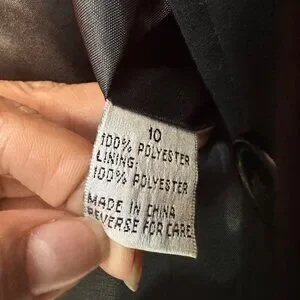 10
100% POLYESTER
LINING:
100% POLYESTER
MADE IN CHINA
REVERSE FOR CARE